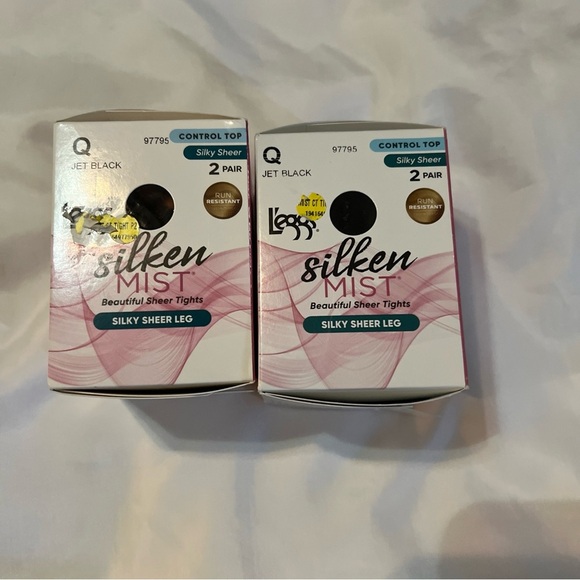 Q
97795
CONTROL TOP
JET BLACK
Silky Sheer
2 PAIR
RUN
RESISTANT
silken
MIST
Beautiful Sheer Tights
SILKY SHEER LEG
Q
97795
CONTROL TOP
JET BLACK
Silky Sheer
2 PAIR
RUN
RESISTANT
L'eggs
silken
MIST
Beautiful Sheer Tights
SILKY SHEER LEG